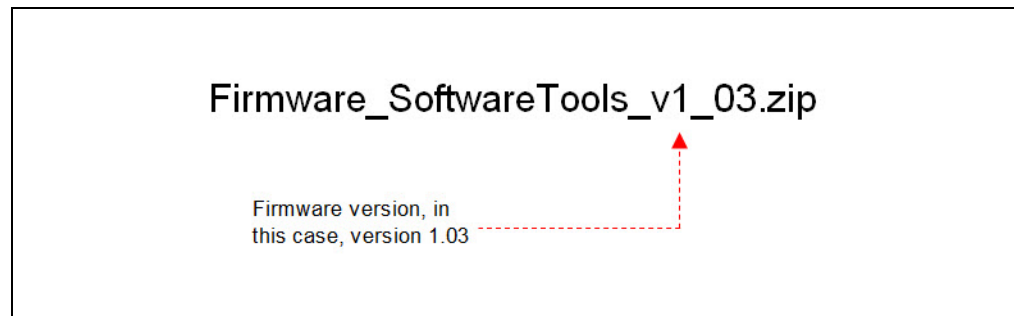 Firmware_SoftwareTools_v1_03.zip
Firmware version, in
this case, version 1.03